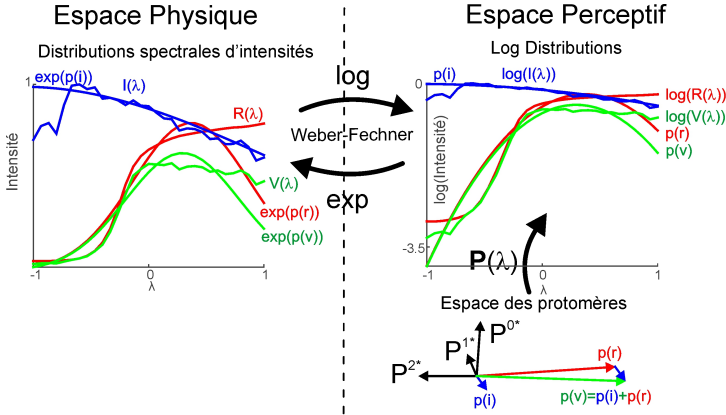 Espace Physique
Espace Perceptif
Distributions spectrales d'intensités
Log Distributions
1
exp(p(i))
I(λ)
R(λ)
V(λ)
exp(p(r))
exp(p(v))
Intensité
-1
0
1
λ
log
Weber-Fechner
exp
0
p(i)
log(I(λ))
log(R(λ))
log(V(λ))
p(r)
p(v)
log(Intensité)
-3.5
-1
0
1
λ
P(λ)
Espace des protomères
P0*
P1*
P2*
p(r)
p(i)
p(v)=p(i)+p(r)